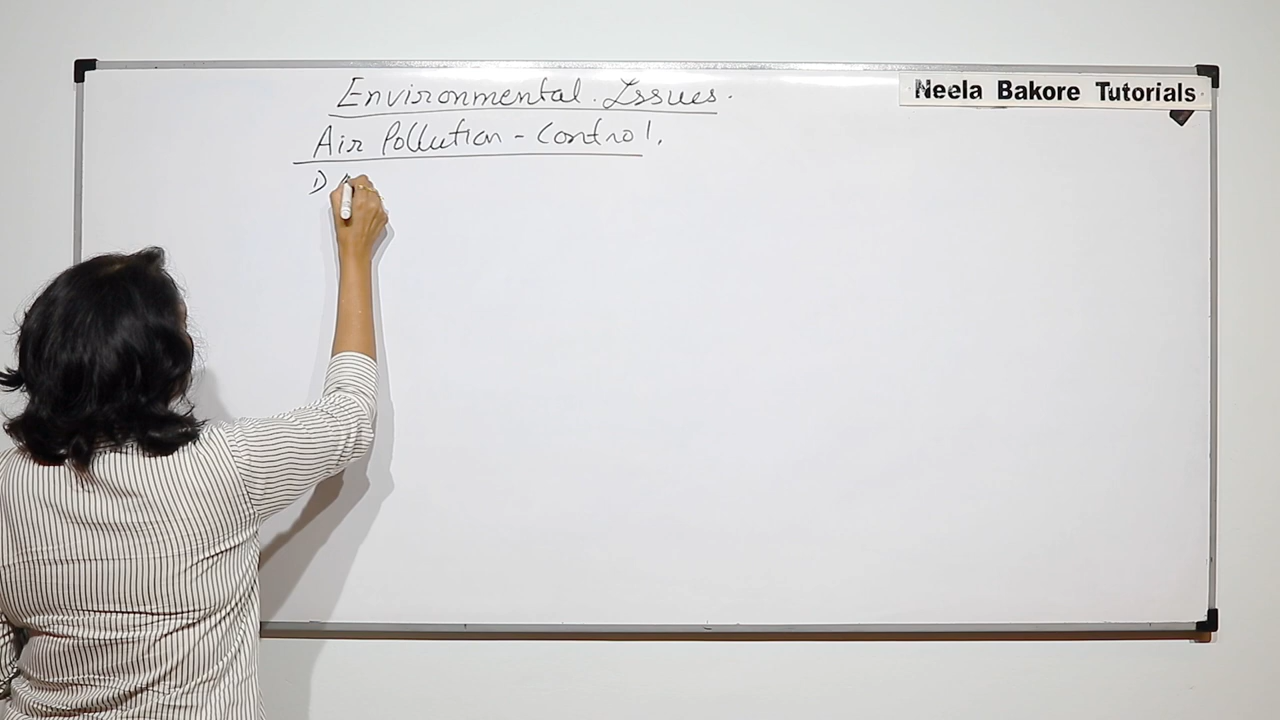 Environmental Issues.
Neela Bakore Tutorials
Air Pollution - Control.
1)